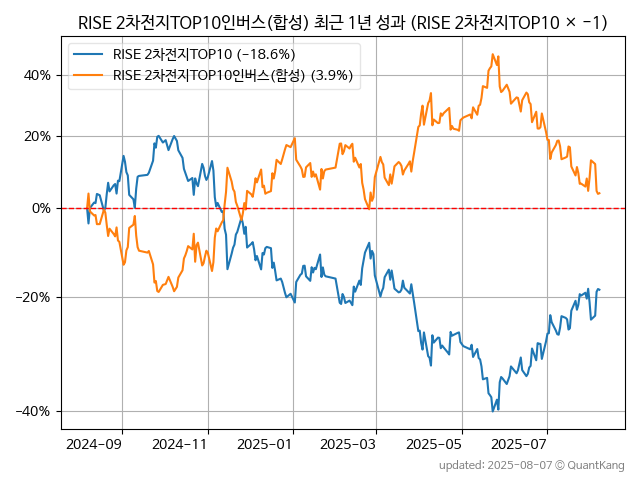 RISE 2차전지TOP10인버스(합성) 최근 1년 성과 (RISE 2차전지TOP10 × −1)
RISE 2차전지TOP10 (−18.6%)
RISE 2차전지TOP10인버스(합성) (3.9%)
40%
20%
0%
−20%
−40%
2024-09 2024-11 2025-01 2025-03 2025-05 2025-07
updated: 2025-08-07 © QuantKang